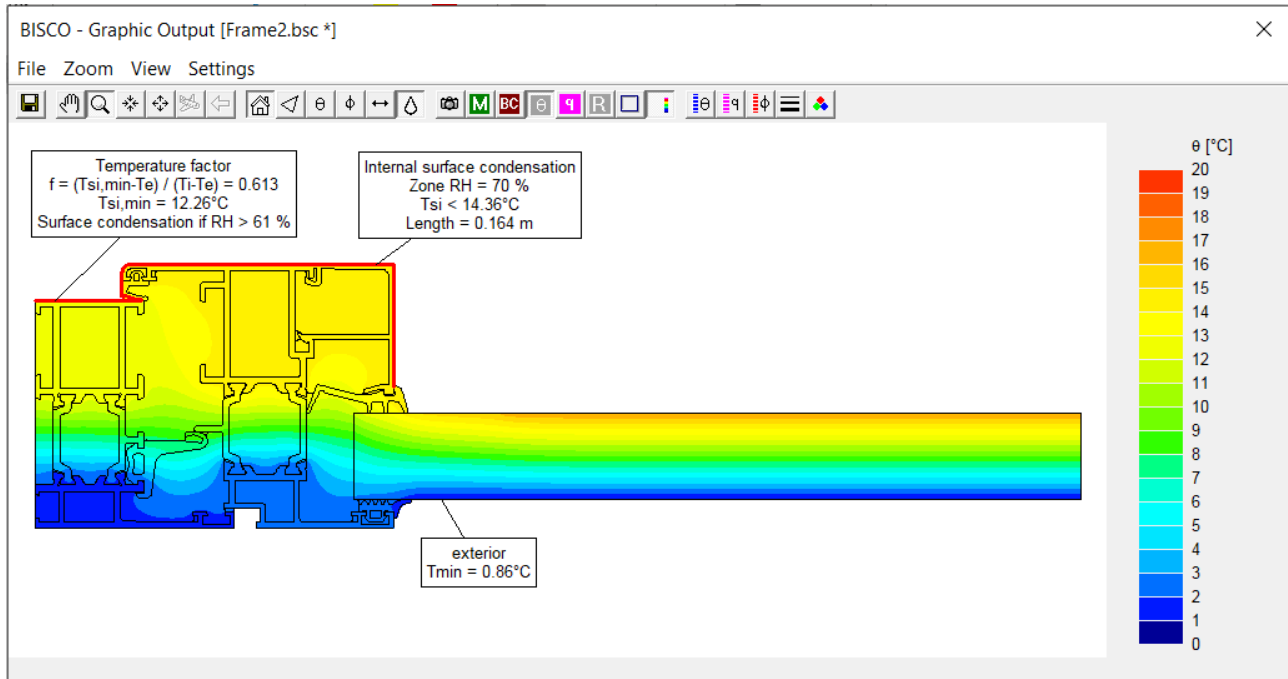 BISCO - Graphic Output [Frame2.bsc *]
File Zoom View Settings
θ ϕ M BC θ q R θ q ϕ
Temperature factor
f = (Tsi,min-Te) / (Ti-Te) = 0.613
Tsi,min = 12.26°C
Surface condensation if RH > 61 %
Internal surface condensation
Zone RH = 70 %
Tsi < 14.36°C
Length = 0.164 m
exterior
Tmin = 0.86°C
θ [°C]
20
19
18
17
16
15
14
13
12
11
10
9
8
7
6
5
4
3
2
1
0